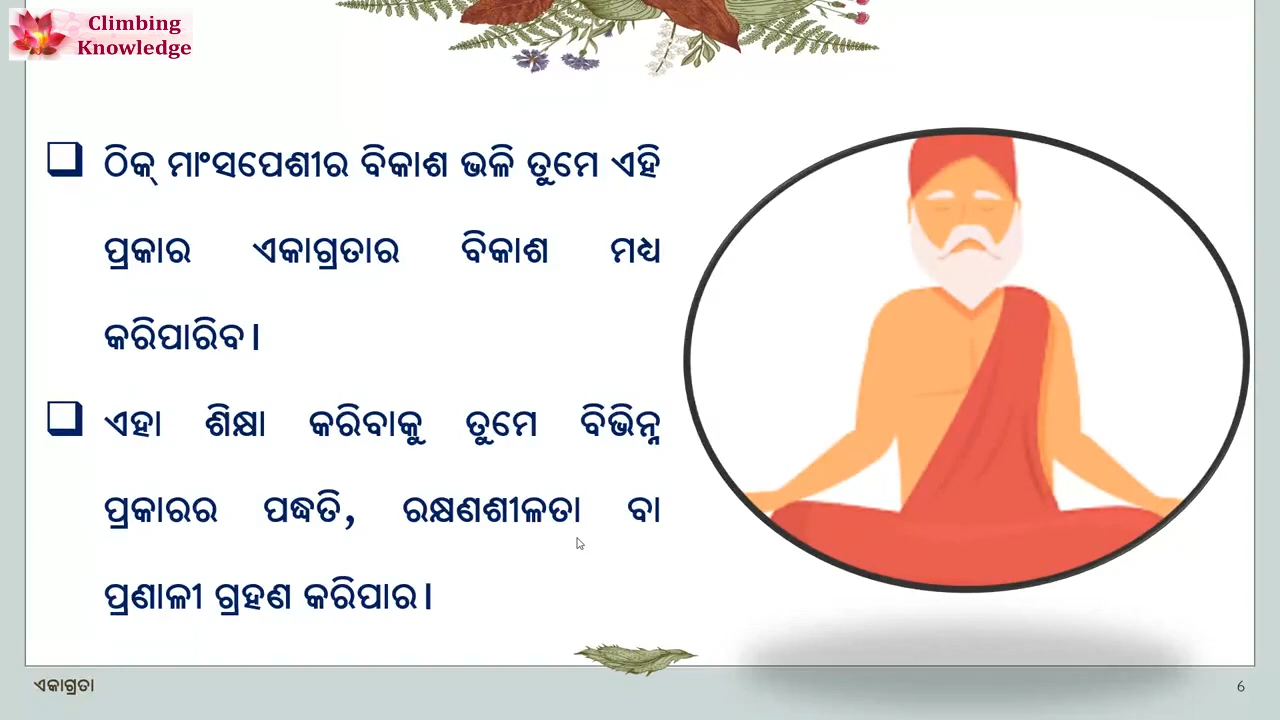 Climbing
Knowledge
ଠିକ୍ ମାଂସପେଶୀର ବିକାଶ ଭଳି ତୁମେ ଏହି
ପ୍ରକାର ଏକାଗ୍ରତାର ବିକାଶ ମଧ୍ୟ
କରିପାରିବ।
ଏହା ଶିକ୍ଷା କରିବାକୁ ତୁମେ ବିଭିନ୍ନ
ପ୍ରକାରର ପଦ୍ଧତି, ରକ୍ଷଣଶୀଳତା ବା
ପ୍ରଣାଳୀ ଗ୍ରହଣ କରିପାର।
ଏକାଗ୍ରତା
6